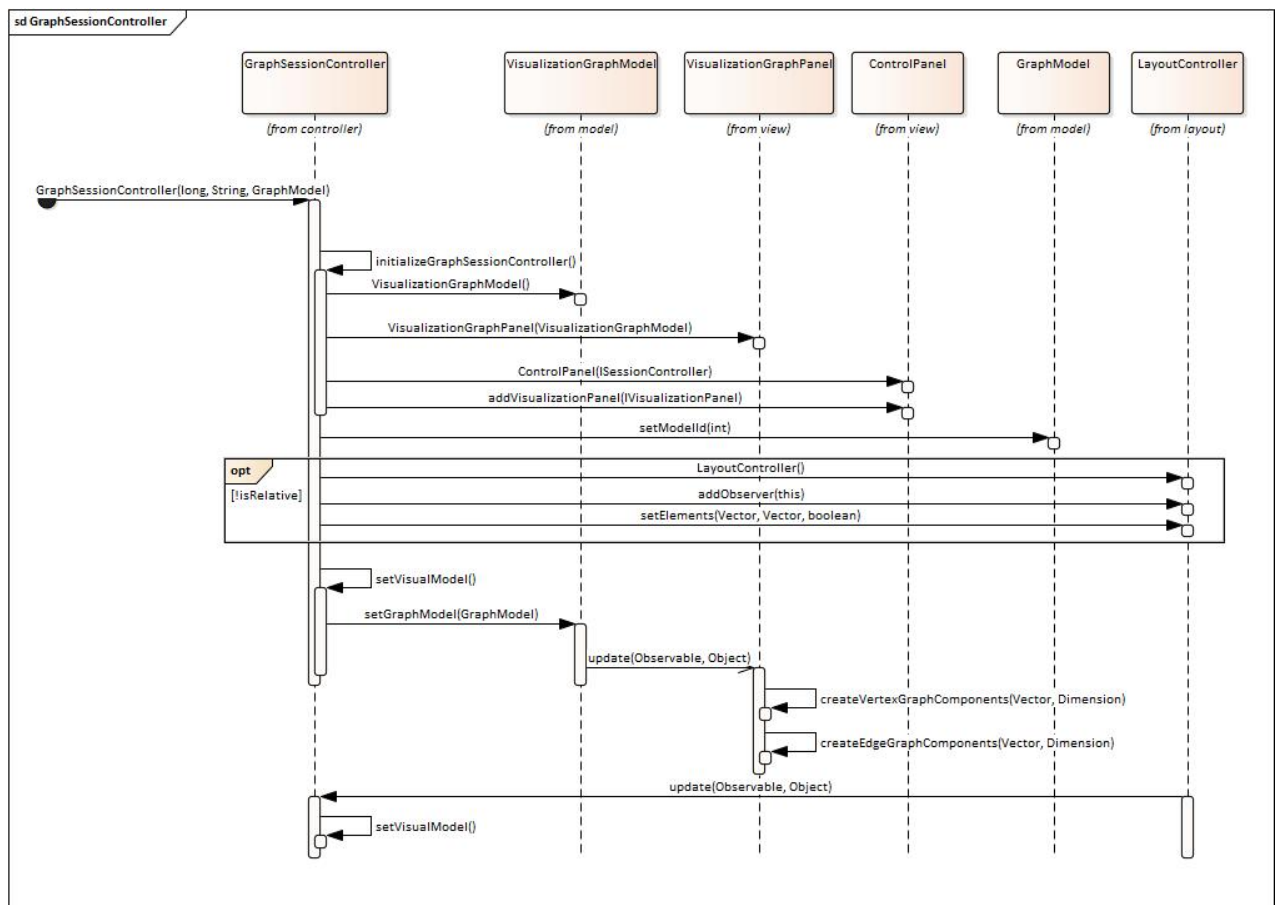 sd GraphSessionController
GraphSessionController
VisualizationGraphModel
VisualizationGraphPanel
ControlPanel
GraphModel
LayoutController
(from controller)
(from model)
(from view)
(from view)
(from model)
(from layout)
GraphSessionController(long, String, GraphModel)
initializeGraphSessionController()
VisualizationGraphModel()
VisualizationGraphPanel(VisualizationGraphModel)
ControlPanel(ISessionController)
addVisualizationPanel(IVisualizationPanel)
setModelId(int)
opt
[!isRelative]
LayoutController()
addObserver(this)
setElements(Vector, Vector, boolean)
setVisualModel()
setGraphModel(GraphModel)
update(Observable, Object)
createVertexGraphComponents(Vector, Dimension)
createEdgeGraphComponents(Vector, Dimension)
update(Observable, Object)
setVisualModel()